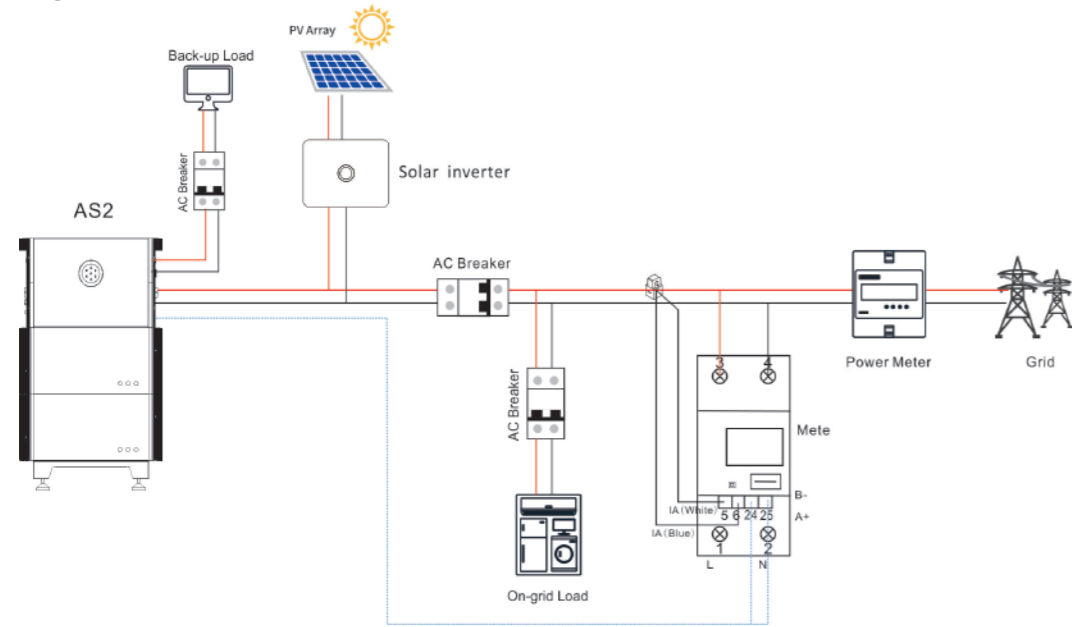 PV Array
Back-up Load
AC Breaker
Solar inverter
AS2
AC Breaker
Power Meter
Grid
3 4
AC Breaker
Mete
B-
IA (White)
5 6 24 25
A+
IA (Blue)
1 2
L N
On-grid Load